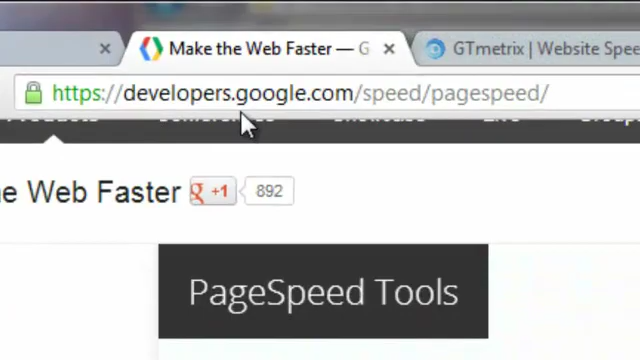 Make the Web Faster — G
GTmetrix | Website Spee
https://developers.google.com/speed/pagespeed/
e Web Faster
+1
892
PageSpeed Tools